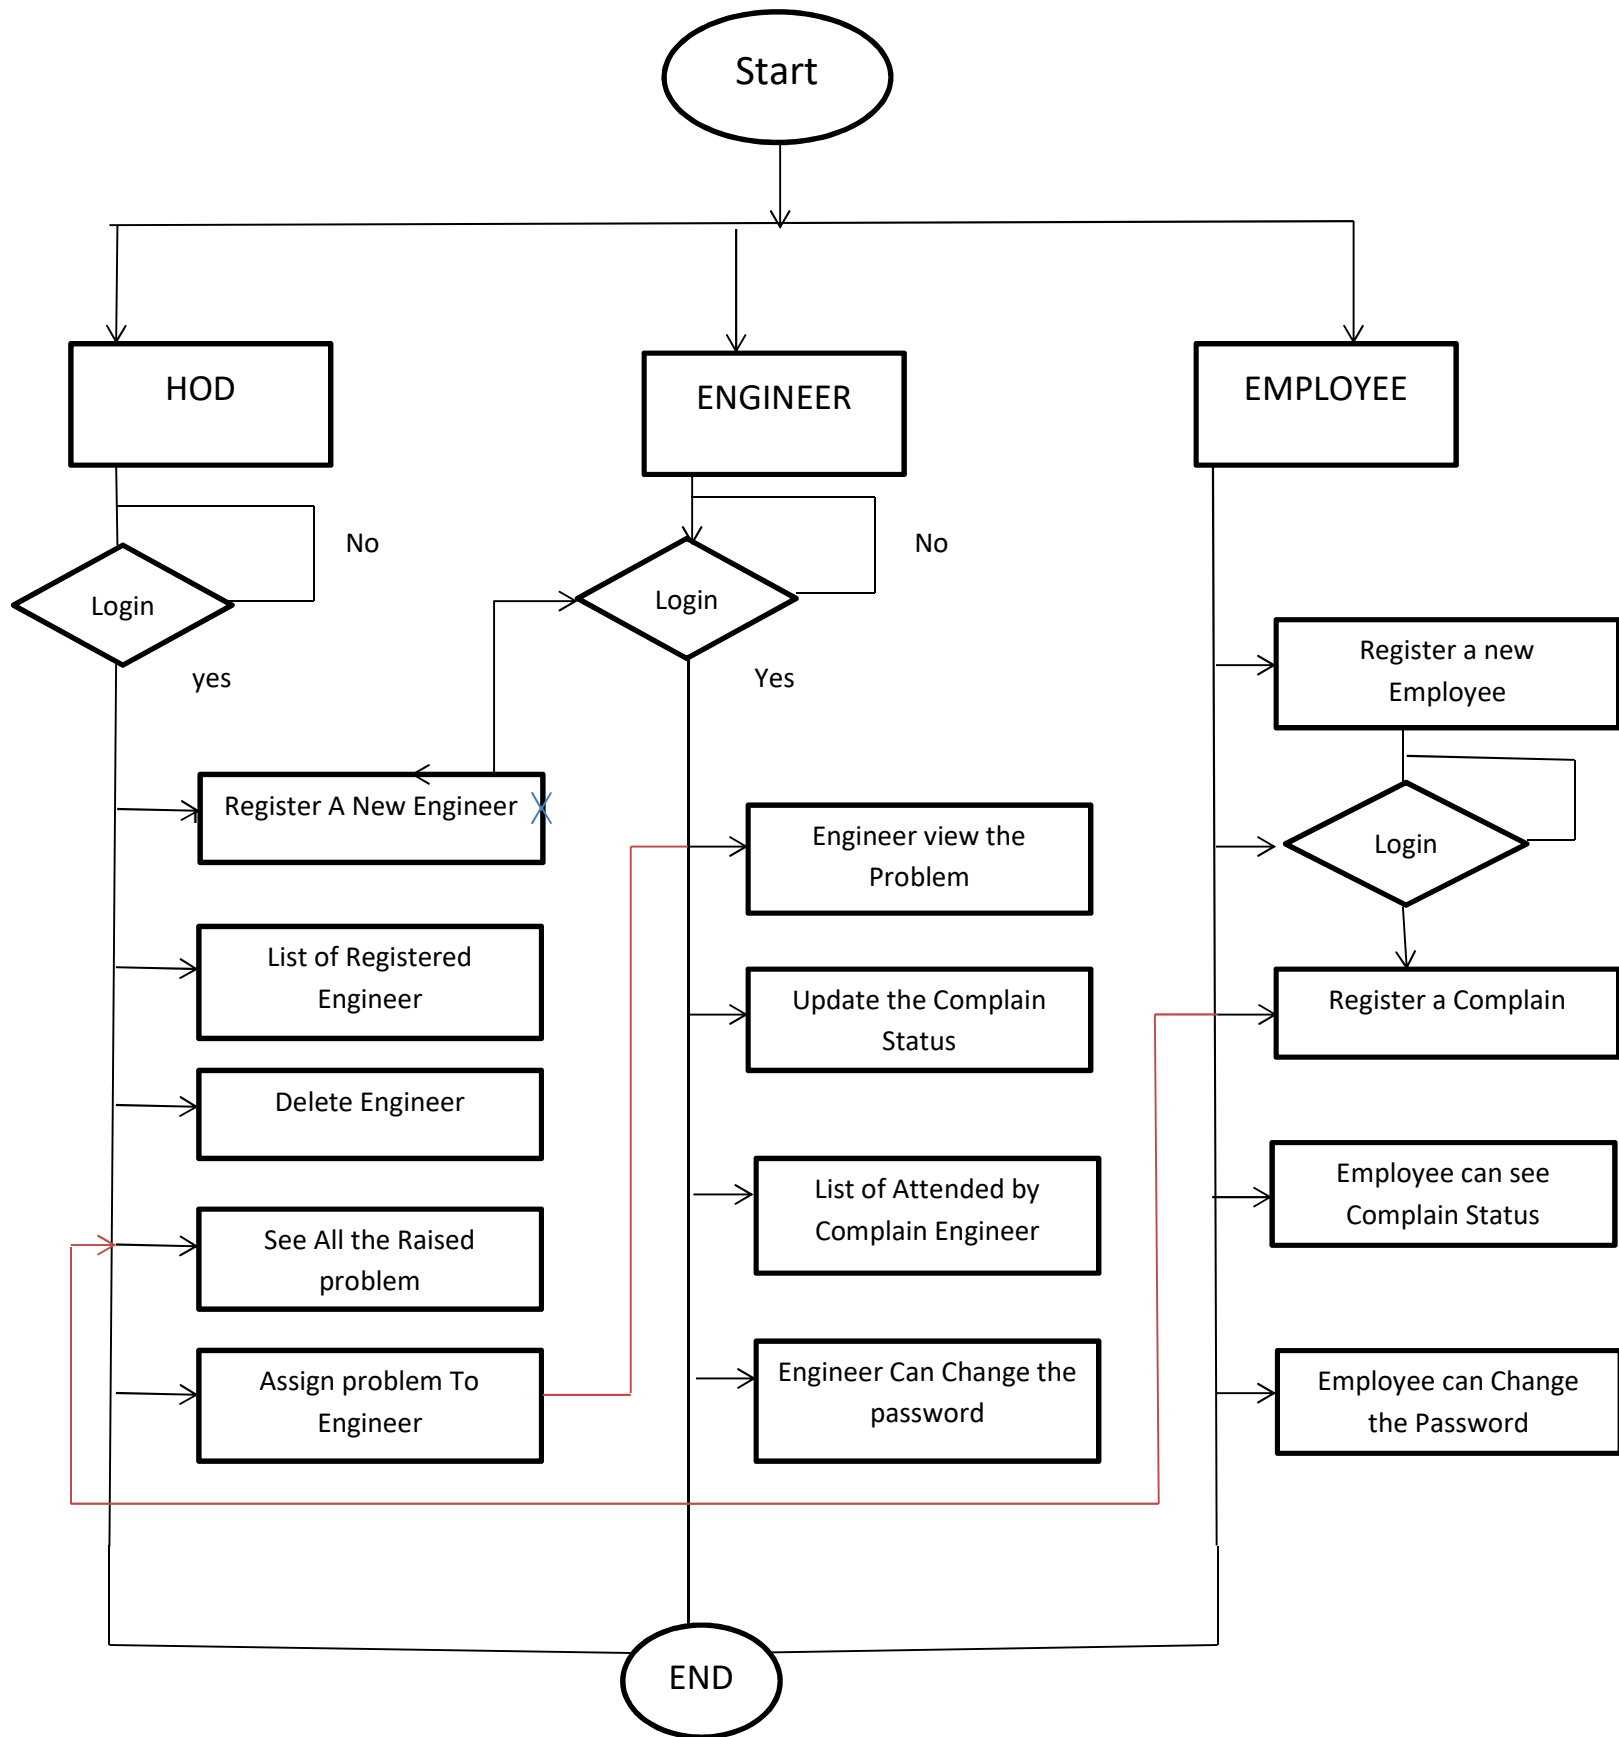 Start
HOD
ENGINEER
EMPLOYEE
No
No
Login
Login
yes
Yes
Register a new
Employee
Register A New Engineer
Engineer view the
Problem
Login
List of Registered
Engineer
Update the Complain
Status
Register a Complain
Delete Engineer
List of Attended by
Complain Engineer
Employee can see
Complain Status
See All the Raised
problem
Assign problem To
Engineer
Engineer Can Change the
password
Employee can Change
the Password
END